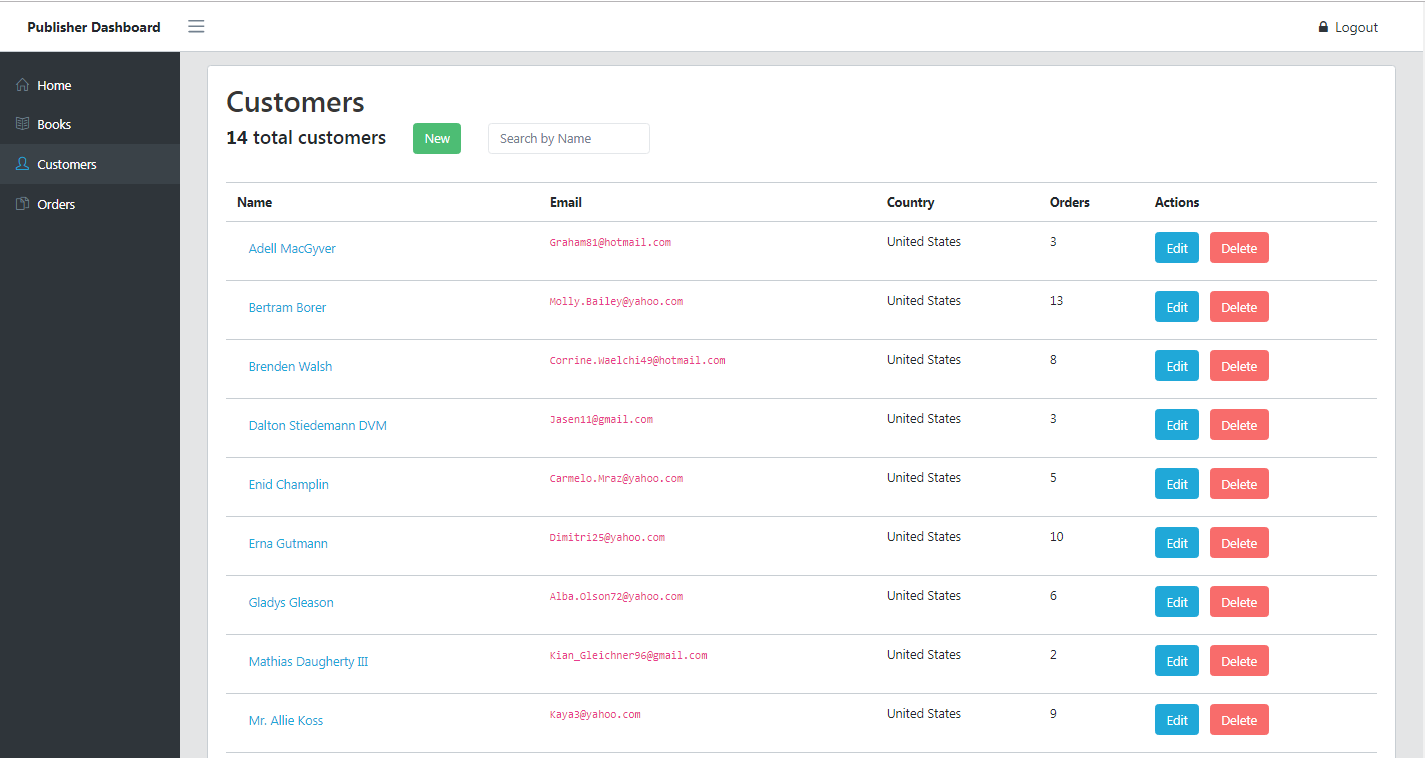 Publisher Dashboard
Logout
Home
Books
Customers
Orders
Customers
14 total customers New Search by Name
Name Email Country Orders Actions
Adell MacGyver Graham81@hotmail.com United States 3 Edit Delete
Bertram Borer Molly.Bailey@yahoo.com United States 13 Edit Delete
Brenden Walsh Corrine.Waelchi49@hotmail.com United States 8 Edit Delete
Dalton Stiedemann DVM Jasen11@gmail.com United States 3 Edit Delete
Enid Champlin Carmelo.Mraz@yahoo.com United States 5 Edit Delete
Erna Gutmann Dimitri25@yahoo.com United States 10 Edit Delete
Gladys Gleason Alba.Olson72@yahoo.com United States 6 Edit Delete
Mathias Daugherty III Kian_Gleichner96@gmail.com United States 2 Edit Delete
Mr. Allie Koss Kaya3@yahoo.com United States 9 Edit Delete